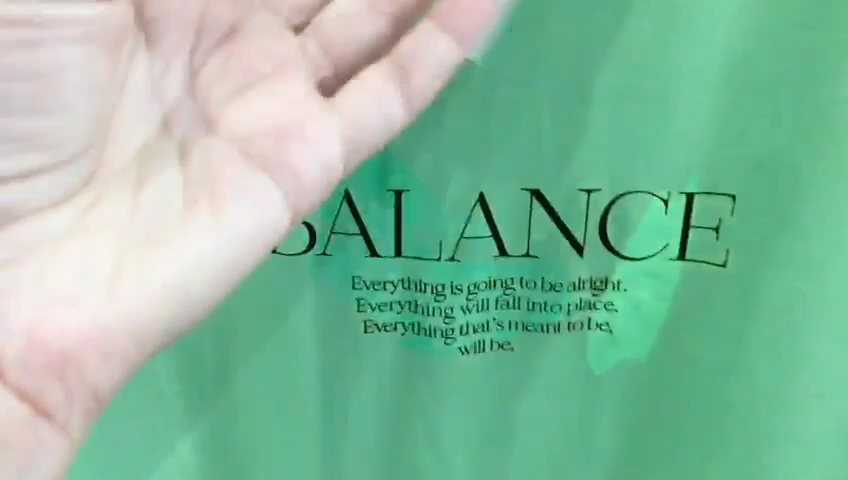 BALANCE
Everything is going to be alright.
Everything will fall into place.
Everything that's meant to be,
will be.